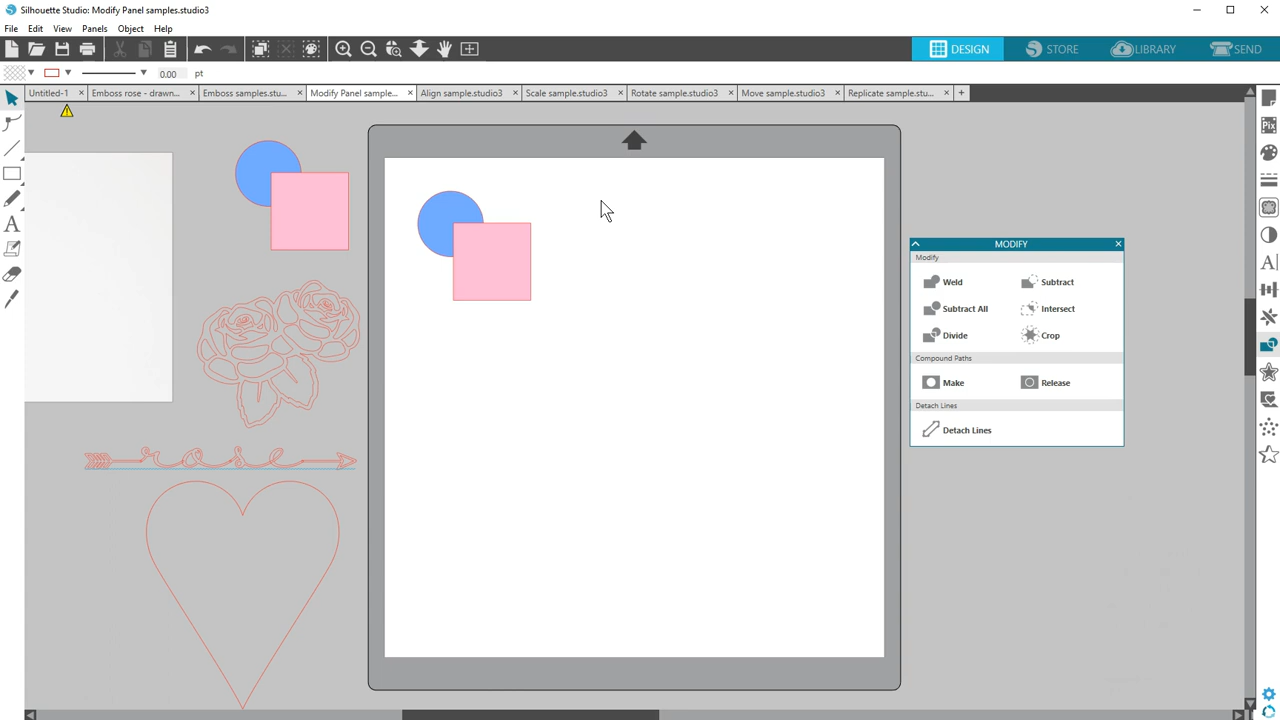 Silhouette Studio: Modify Panel samples.studio3
File Edit View Panels Object Help
DESIGN STORE LIBRARY SEND
0.00 pt
Untitled-1 Emboss rose - drawn... Emboss samples.stu... Modify Panel sample... Align sample.studio3 Scale sample.studio3 Rotate sample.studio3 Move sample.studio3 Replicate sample.stu...
Pix
MODIFY
Modify
Weld Subtract
Subtract All Intersect
Divide Crop
Compound Paths
Make Release
Detach Lines
Detach Lines
rose